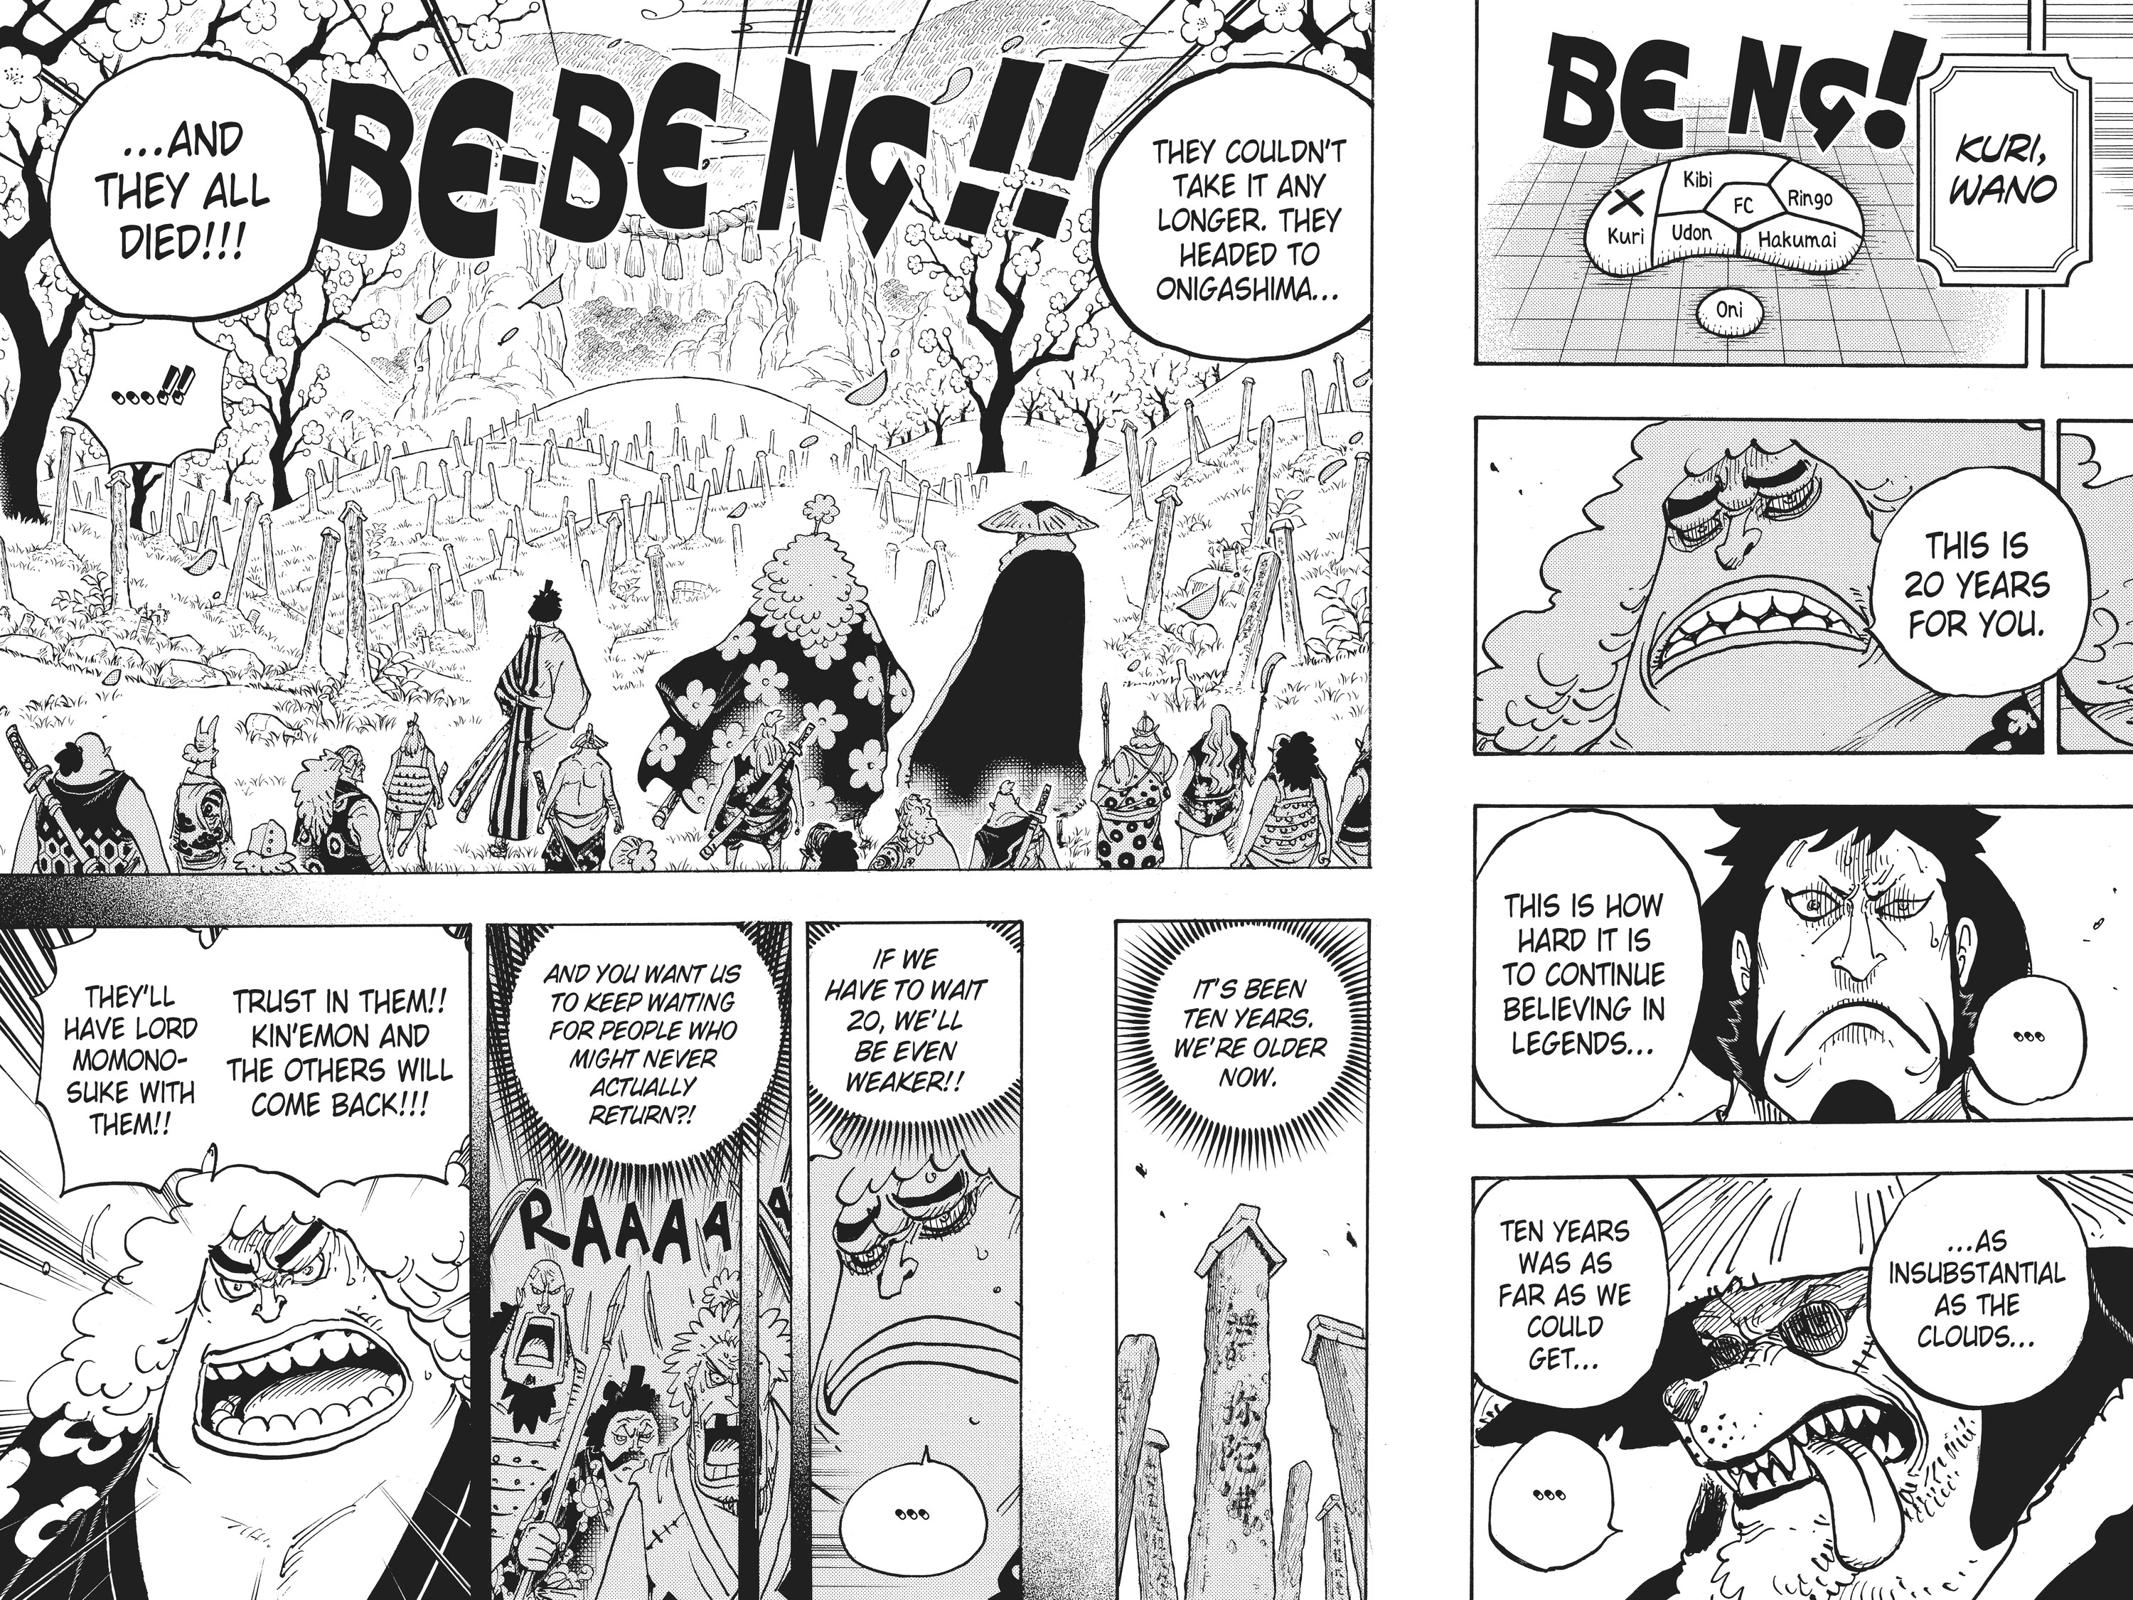 BE NG!
KURI,
WANO
Kibi
Ringo
FC
Kuri
Udon
Hakumai
Oni
THIS IS
20 YEARS
FOR YOU.
THIS IS HOW
HARD IT IS
TO CONTINUE
BELIEVING IN
LEGENDS...
...
...AS
INSUBSTANTIAL
AS THE
CLOUDS...
TEN YEARS
WAS AS
FAR AS WE
COULD
GET...
...
THEY COULDN'T
TAKE IT ANY
LONGER. THEY
HEADED TO
ONIGASHIMA...
BE-BE NG!!
...AND
THEY ALL
DIED!!!
...!!
IT'S BEEN
TEN YEARS.
WE'RE OLDER
NOW.
弥
陀
佛
IF WE
HAVE TO WAIT
20, WE'LL
BE EVEN
WEAKER!!
...
AND YOU WANT US
TO KEEP WAITING
FOR PEOPLE WHO
MIGHT NEVER
ACTUALLY
RETURN?!
RAAAA A
TRUST IN THEM!!
KIN'EMON AND
THE OTHERS WILL
COME BACK!!!
THEY'LL
HAVE LORD
MOMONO-
SUKE WITH
THEM!!